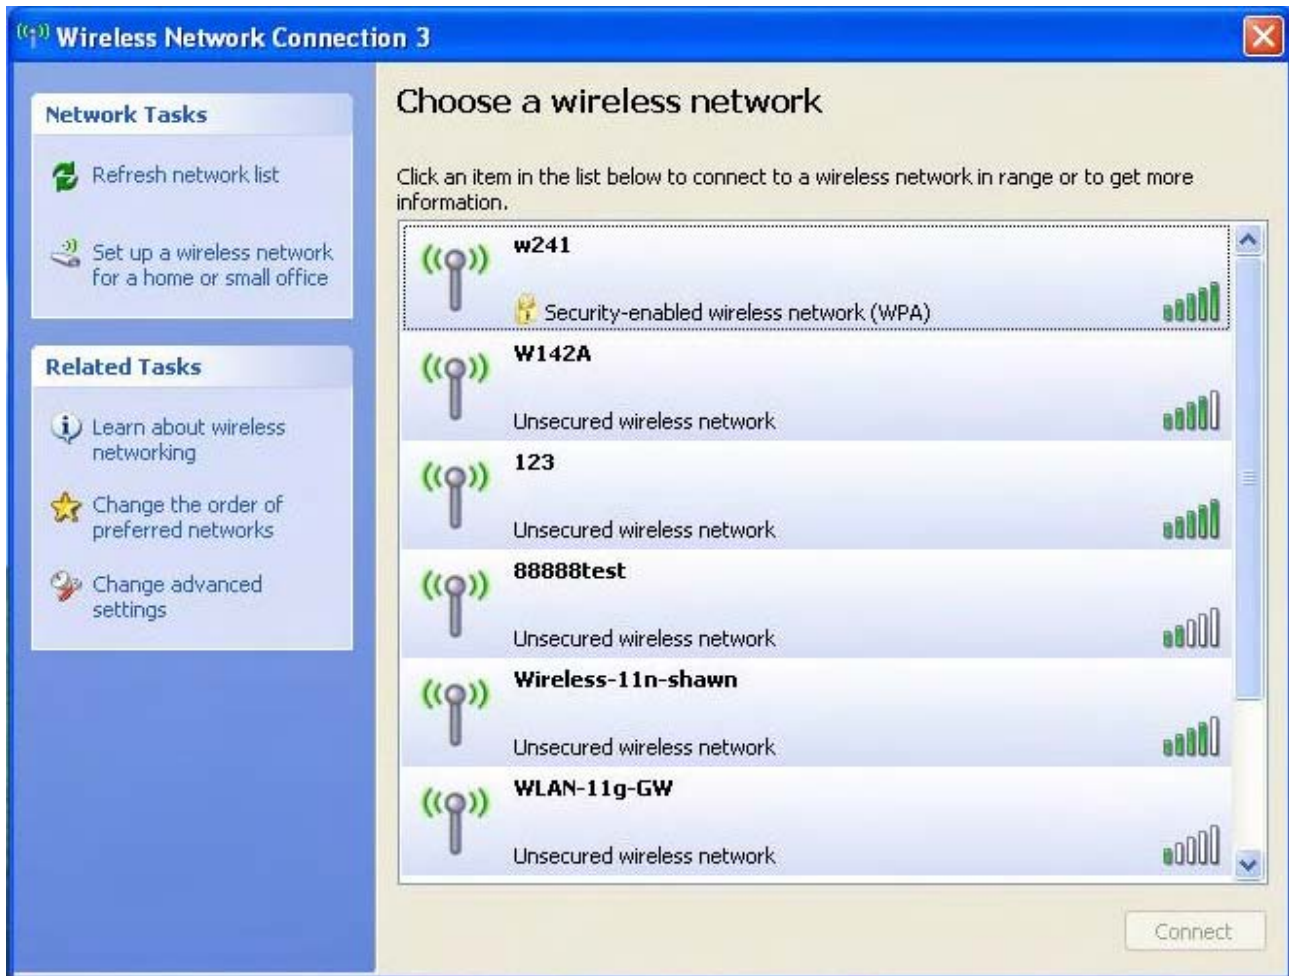 Wireless Network Connection 3
Network Tasks
Refresh network list
Set up a wireless network
for a home or small office
Related Tasks
Learn about wireless
networking
Change the order of
preferred networks
Change advanced
settings
Choose a wireless network
Click an item in the list below to connect to a wireless network in range or to get more
information.
w241
Security-enabled wireless network (WPA)
W142A
Unsecured wireless network
123
Unsecured wireless network
88888test
Unsecured wireless network
Wireless-11n-shawn
Unsecured wireless network
WLAN-11g-GW
Unsecured wireless network
Connect